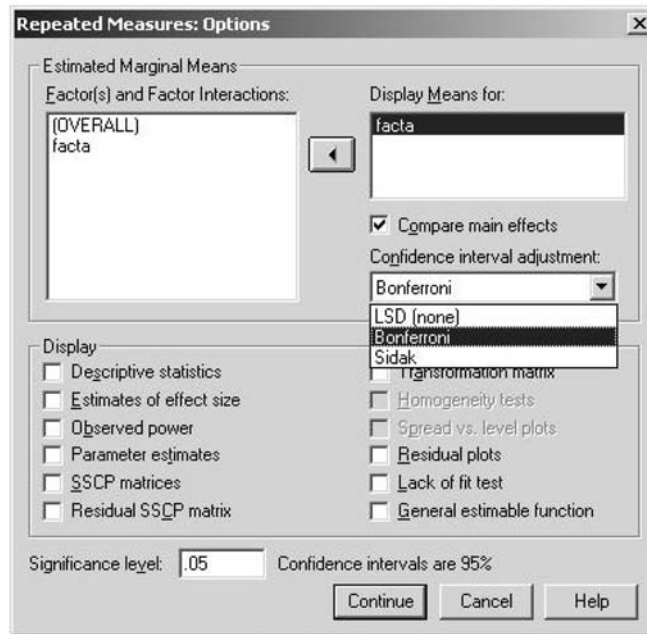 Repeated Measures: Options
Estimated Marginal Means
Factor(s) and Factor Interactions:
(OVERALL)
facta
Display Means for:
facta
Compare main effects
Confidence interval adjustment:
Bonferroni
LSD (none)
Bonferroni
Sidak
Display
Descriptive statistics
Estimates of effect size
Observed power
Parameter estimates
SSCP matrices
Residual SSCP matrix
Transformation matrix
Homogeneity tests
Spread vs. level plots
Residual plots
Lack of fit test
General estimable function
Significance level: .05 Confidence intervals are 95%
Continue Cancel Help